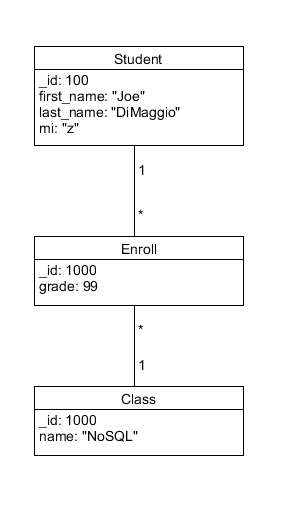 Student
_id: 100
first_name: "Joe"
last_name: "DiMaggio"
mi: "z"
1
*
Enroll
_id: 1000
grade: 99
*
1
Class
_id: 1000
name: "NoSQL"